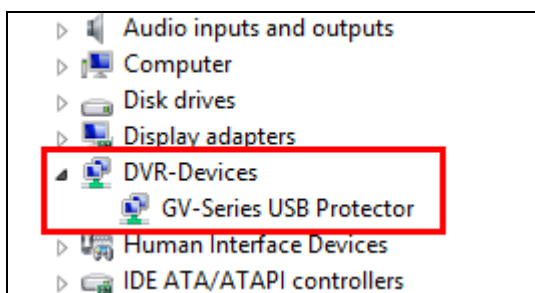 Audio inputs and outputs
Computer
Disk drives
Display adapters
DVR-Devices
GV-Series USB Protector
Human Interface Devices
IDE ATA/ATAPI controllers